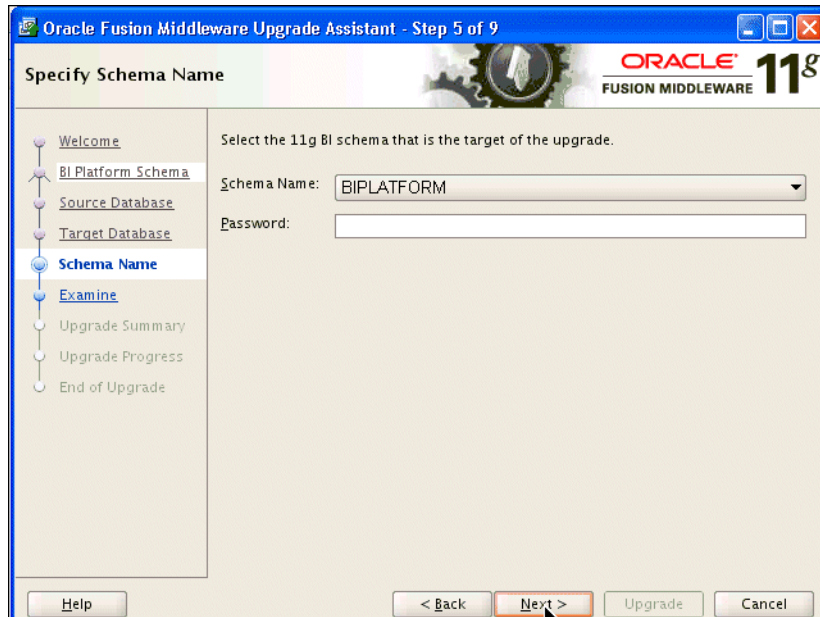 Oracle Fusion Middleware Upgrade Assistant - Step 5 of 9
Specify Schema Name
ORACLE
FUSION MIDDLEWARE 11g
Welcome
BI Platform Schema
Source Database
Target Database
Schema Name
Examine
Upgrade Summary
Upgrade Progress
End of Upgrade
Select the 11g BI schema that is the target of the upgrade.
Schema Name: BIPLATFORM
Password:
Help
< Back
Next >
Upgrade
Cancel